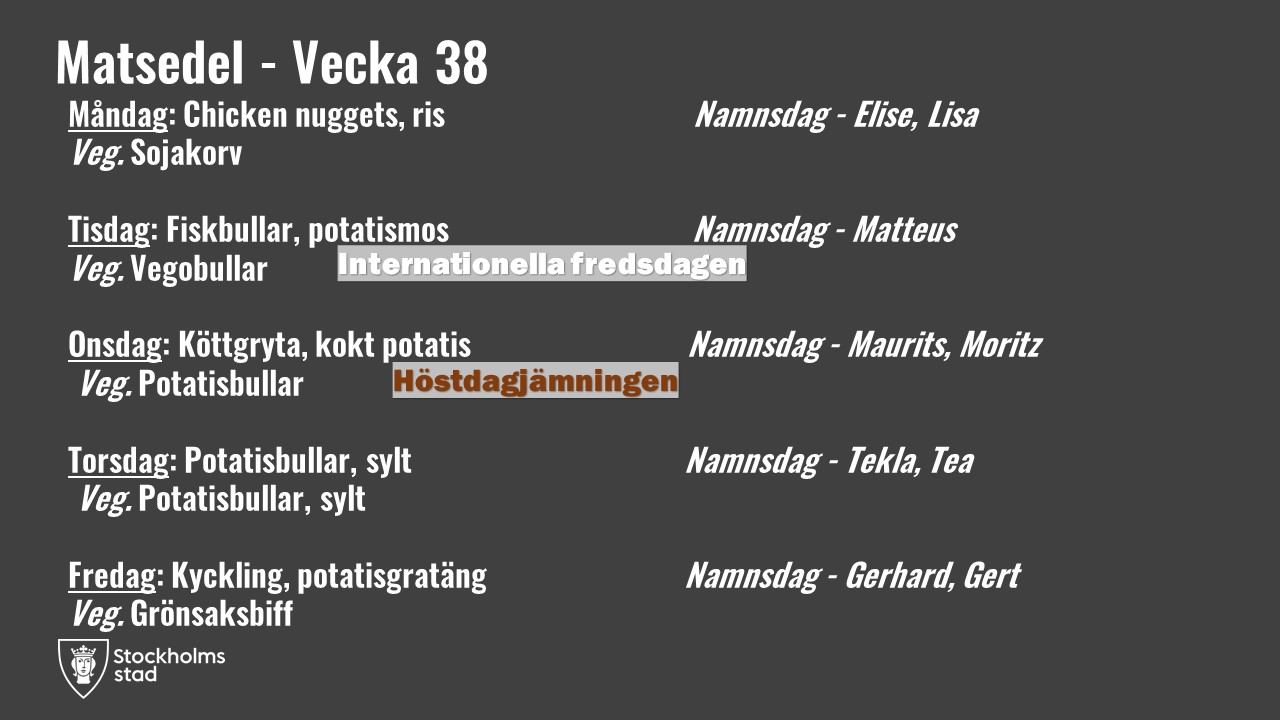 Matsedel - Vecka 38
Måndag: Chicken nuggets, ris
Namnsdag - Elise, Lisa
Veg. Sojakorv
Tisdag: Fiskbullar, potatismos
Namnsdag - Matteus
Veg. Vegobullar
Internationella fredsdagen
Onsdag: Köttgryta, kokt potatis
Namnsdag - Maurits, Moritz
Veg. Potatisbullar
Höstdagjämningen
Torsdag: Potatisbullar, sylt
Namnsdag - Tekla, Tea
Veg. Potatisbullar, sylt
Fredag: Kyckling, potatisgratäng
Namnsdag - Gerhard, Gert
Veg. Grönsaksbiff
Stockholms
stad